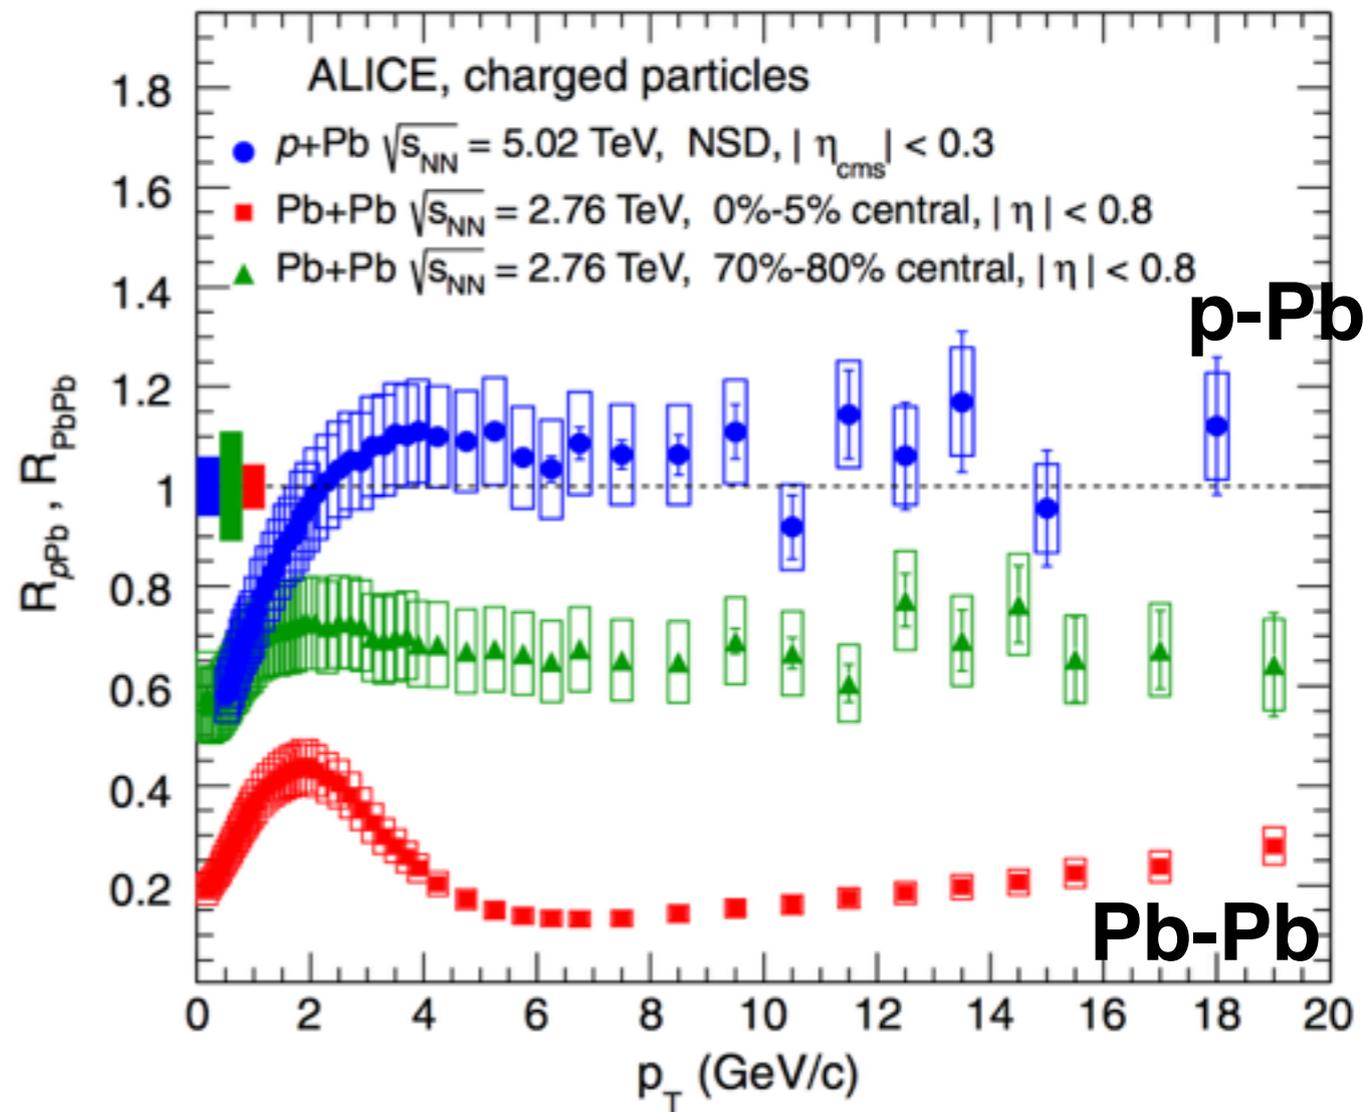 ALICE, charged particles
p+Pb √sNN = 5.02 TeV, NSD, | ηcms| < 0.3
Pb+Pb √sNN = 2.76 TeV, 0%-5% central, | η | < 0.8
Pb+Pb √sNN = 2.76 TeV, 70%-80% central, | η | < 0.8
p-Pb
Pb-Pb
RpPb , RPbPb
1.8
1.6
1.4
1.2
1
0.8
0.6
0.4
0.2
0 2 4 6 8 10 12 14 16 18 20
pT (GeV/c)